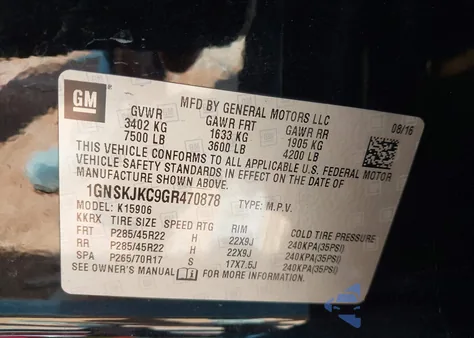 GM
MFD BY GENERAL MOTORS LLC
08/16
GVWR GAWR FRT GAWR RR
3402 KG 1633 KG 1905 KG
7500 LB 3600 LB 4200 LB
THIS VEHICLE CONFORMS TO ALL APPLICABLE U.S. FEDERAL MOTOR
VEHICLE SAFETY STANDARDS IN EFFECT ON THE DATE OF
MANUFACTURE SHOWN ABOVE.
1GNSKJKC9GR470878
MODEL: K15906 TYPE: M.P.V.
KKRX TIRE SIZE SPEED RTG RIM COLD TIRE PRESSURE
FRT P285/45R22 H 22X9J 240KPA(35PSI)
RR P285/45R22 H 22X9J 240KPA(35PSI)
SPA P265/70R17 S 17X7.5J 240KPA(35PSI)
SEE OWNER'S MANUAL FOR MORE INFORMATION.